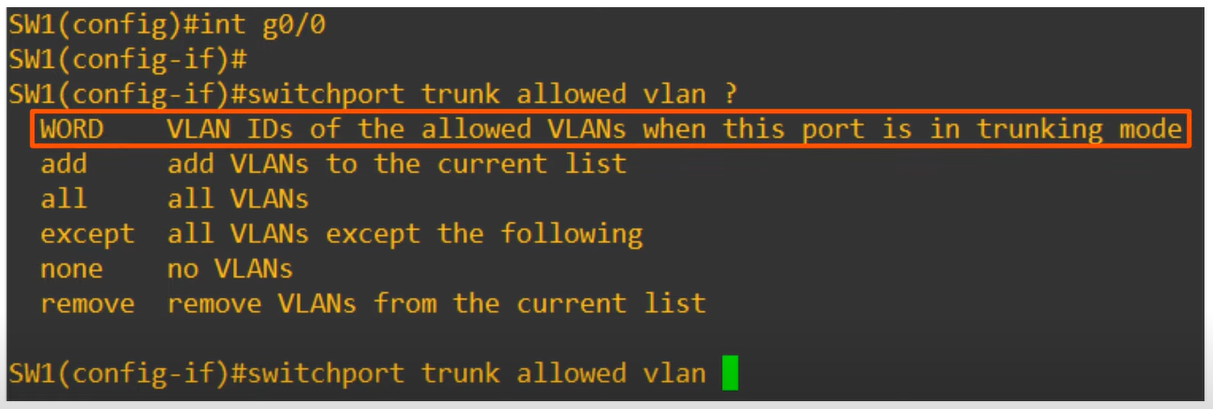 SW1(config)#int g0/0
SW1(config-if)#
SW1(config-if)#switchport trunk allowed vlan ?
  WORD    VLAN IDs of the allowed VLANs when this port is in trunking mode
  add     add VLANs to the current list
  all     all VLANs
  except  all VLANs except the following
  none    no VLANs
  remove  remove VLANs from the current list
SW1(config-if)#switchport trunk allowed vlan